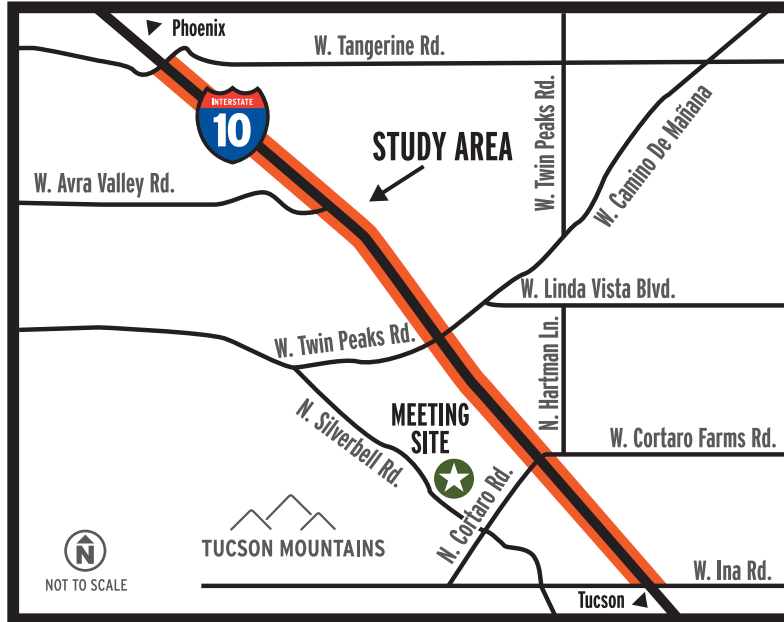 Phoenix
W. Tangerine Rd.
INTERSTATE
10
STUDY AREA
W. Twin Peaks Rd.
W. Camino De Mañana
W. Avra Valley Rd.
W. Linda Vista Blvd.
W. Twin Peaks Rd.
N. Hartman Ln.
MEETING
SITE
N. Silverbell Rd.
W. Cortaro Farms Rd.
N. Cortaro Rd.
N
NOT TO SCALE
TUCSON MOUNTAINS
W. Ina Rd.
Tucson